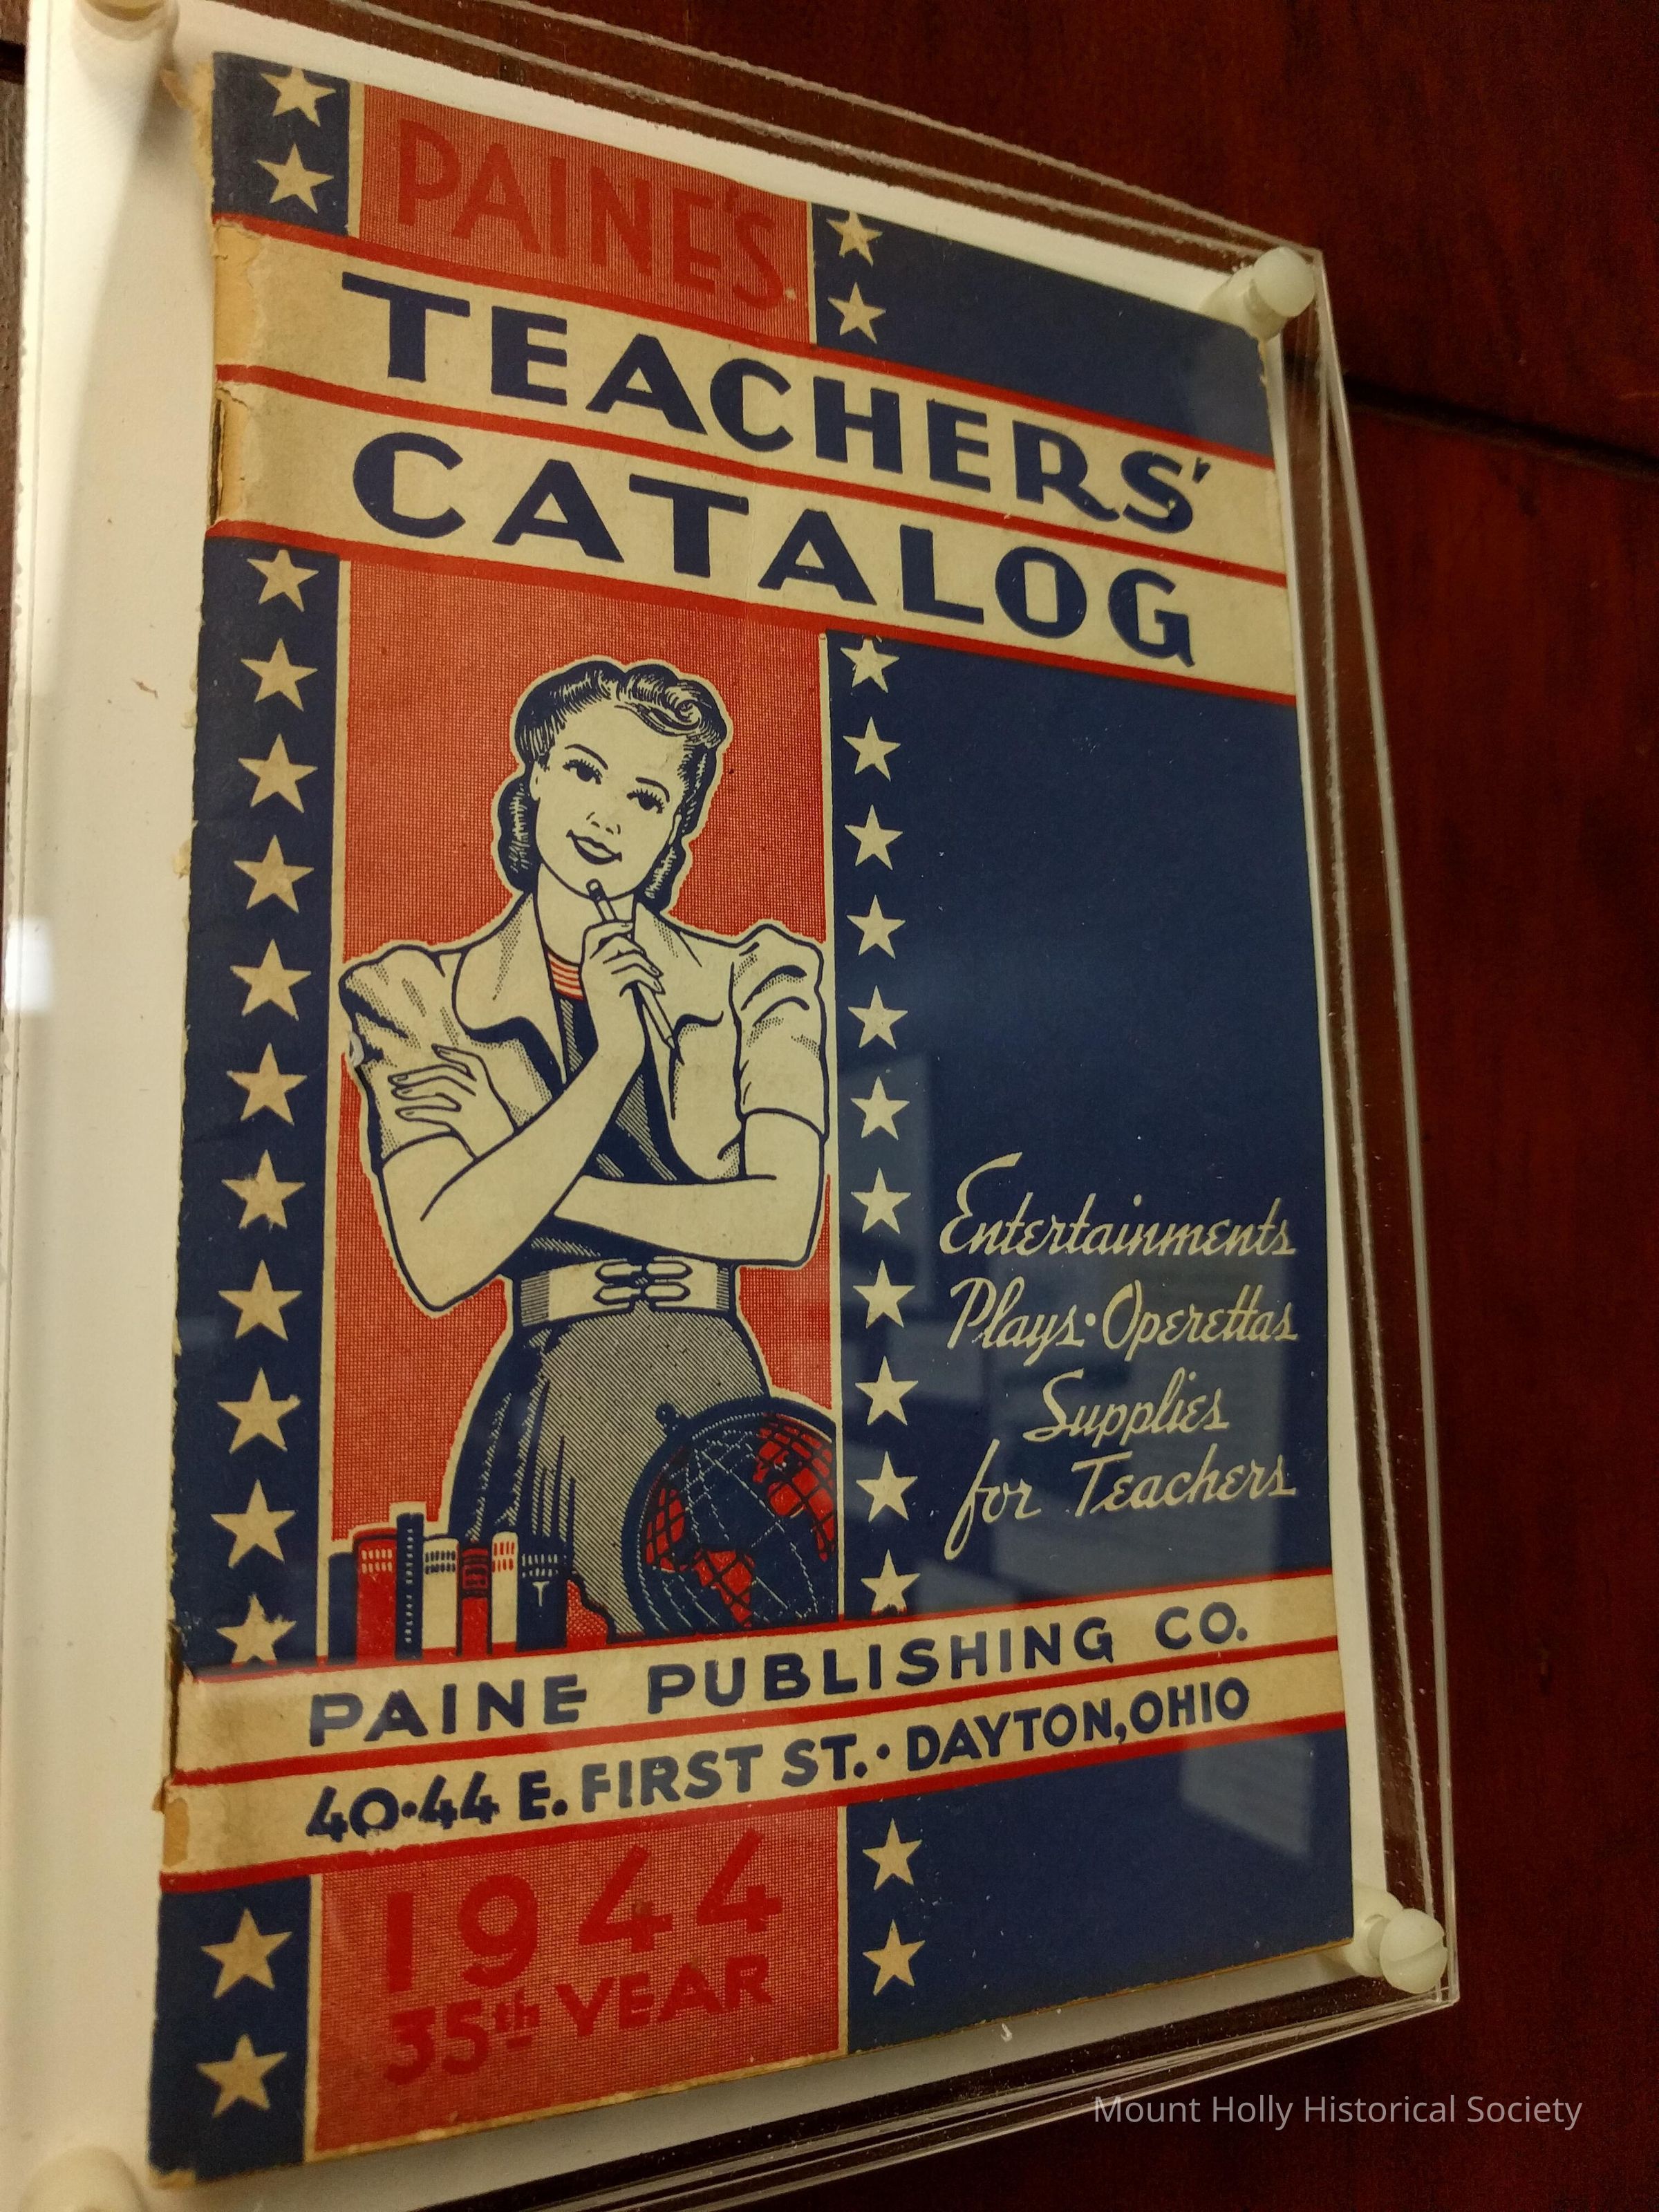 PAINE'S
TEACHERS'
CATALOG
Entertainments
Plays·Operettas
Supplies
for Teachers
PAINE PUBLISHING CO.
40·44 E. FIRST ST.·DAYTON,OHIO
1944
35th YEAR
Mount Holly Historical Society